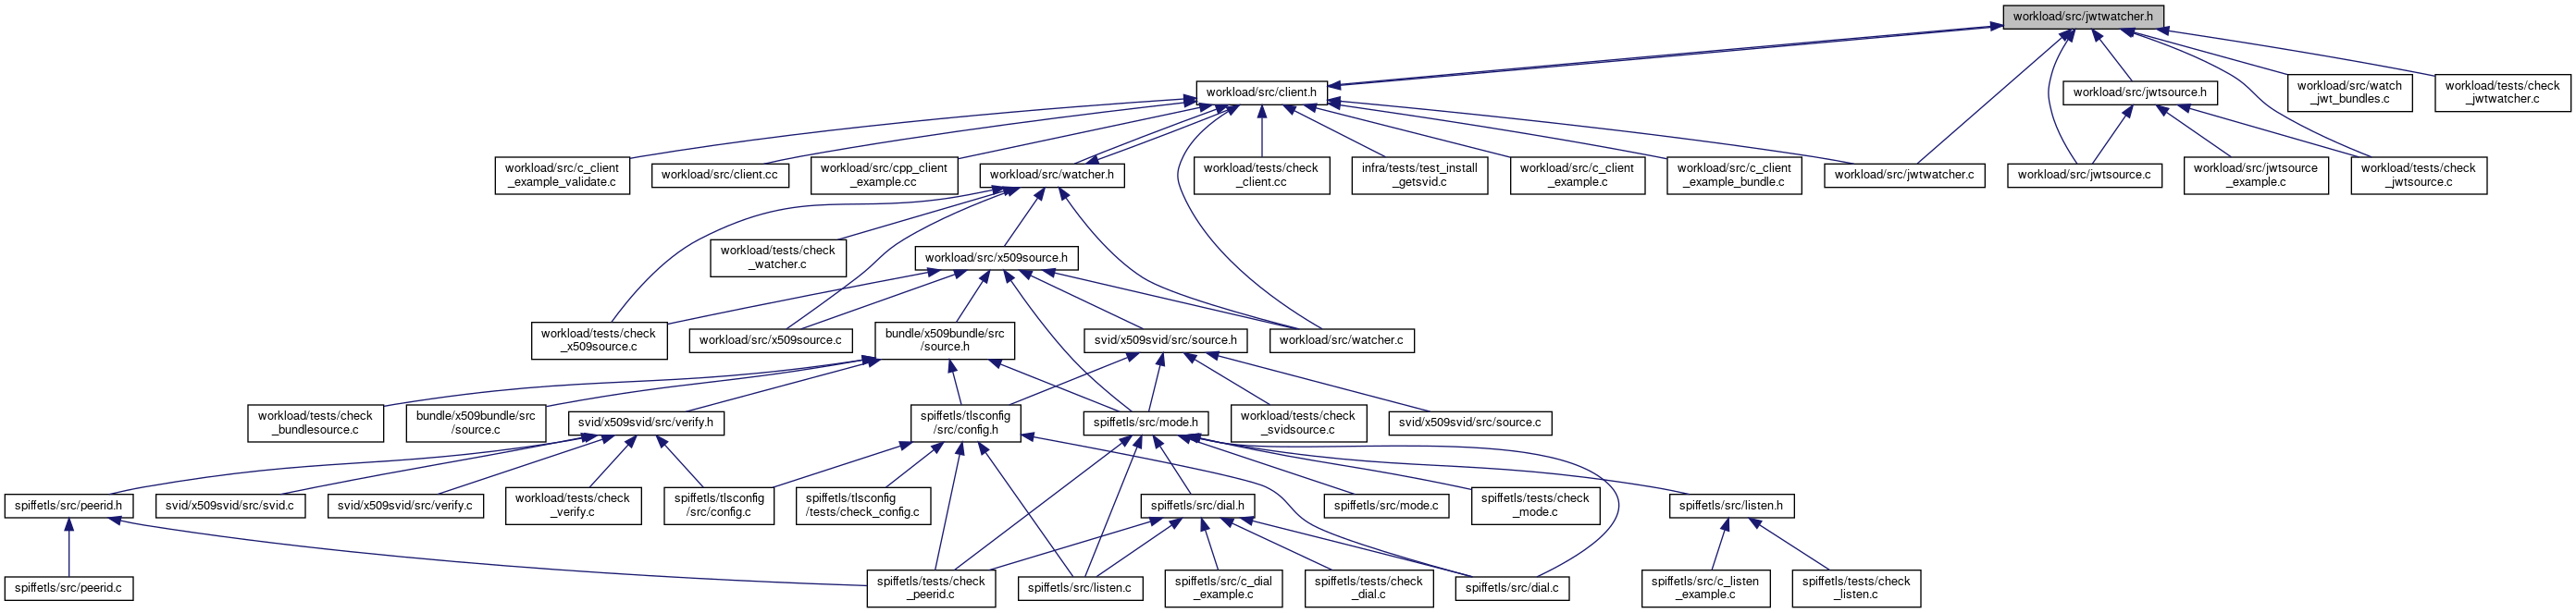 workload/src/jwtwatcher.h
workload/src/client.h
workload/src/jwtsource.h
workload/src/watch
_jwt_bundles.c
workload/tests/check
_jwtwatcher.c
workload/src/c_client
_example_validate.c
workload/src/client.cc
workload/src/cpp_client
_example.cc
workload/src/watcher.h
workload/tests/check
_client.cc
infra/tests/test_install
_getsvid.c
workload/src/c_client
_example.c
workload/src/c_client
_example_bundle.c
workload/src/jwtwatcher.c
workload/src/jwtsource.c
workload/src/jwtsource
_example.c
workload/tests/check
_jwtsource.c
workload/tests/check
_watcher.c
workload/src/x509source.h
workload/tests/check
_x509source.c
workload/src/x509source.c
bundle/x509bundle/src
/source.h
svid/x509svid/src/source.h
workload/src/watcher.c
workload/tests/check
_bundlesource.c
bundle/x509bundle/src
/source.c
svid/x509svid/src/verify.h
spiffetls/tlsconfig
/src/config.h
spiffetls/src/mode.h
workload/tests/check
_svidsource.c
svid/x509svid/src/source.c
spiffetls/src/peerid.h
svid/x509svid/src/svid.c
svid/x509svid/src/verify.c
workload/tests/check
_verify.c
spiffetls/tlsconfig
/src/config.c
spiffetls/tlsconfig
/tests/check_config.c
spiffetls/src/dial.h
spiffetls/src/mode.c
spiffetls/tests/check
_mode.c
spiffetls/src/listen.h
spiffetls/src/peerid.c
spiffetls/tests/check
_peerid.c
spiffetls/src/listen.c
spiffetls/src/c_dial
_example.c
spiffetls/tests/check
_dial.c
spiffetls/src/dial.c
spiffetls/src/c_listen
_example.c
spiffetls/tests/check
_listen.c